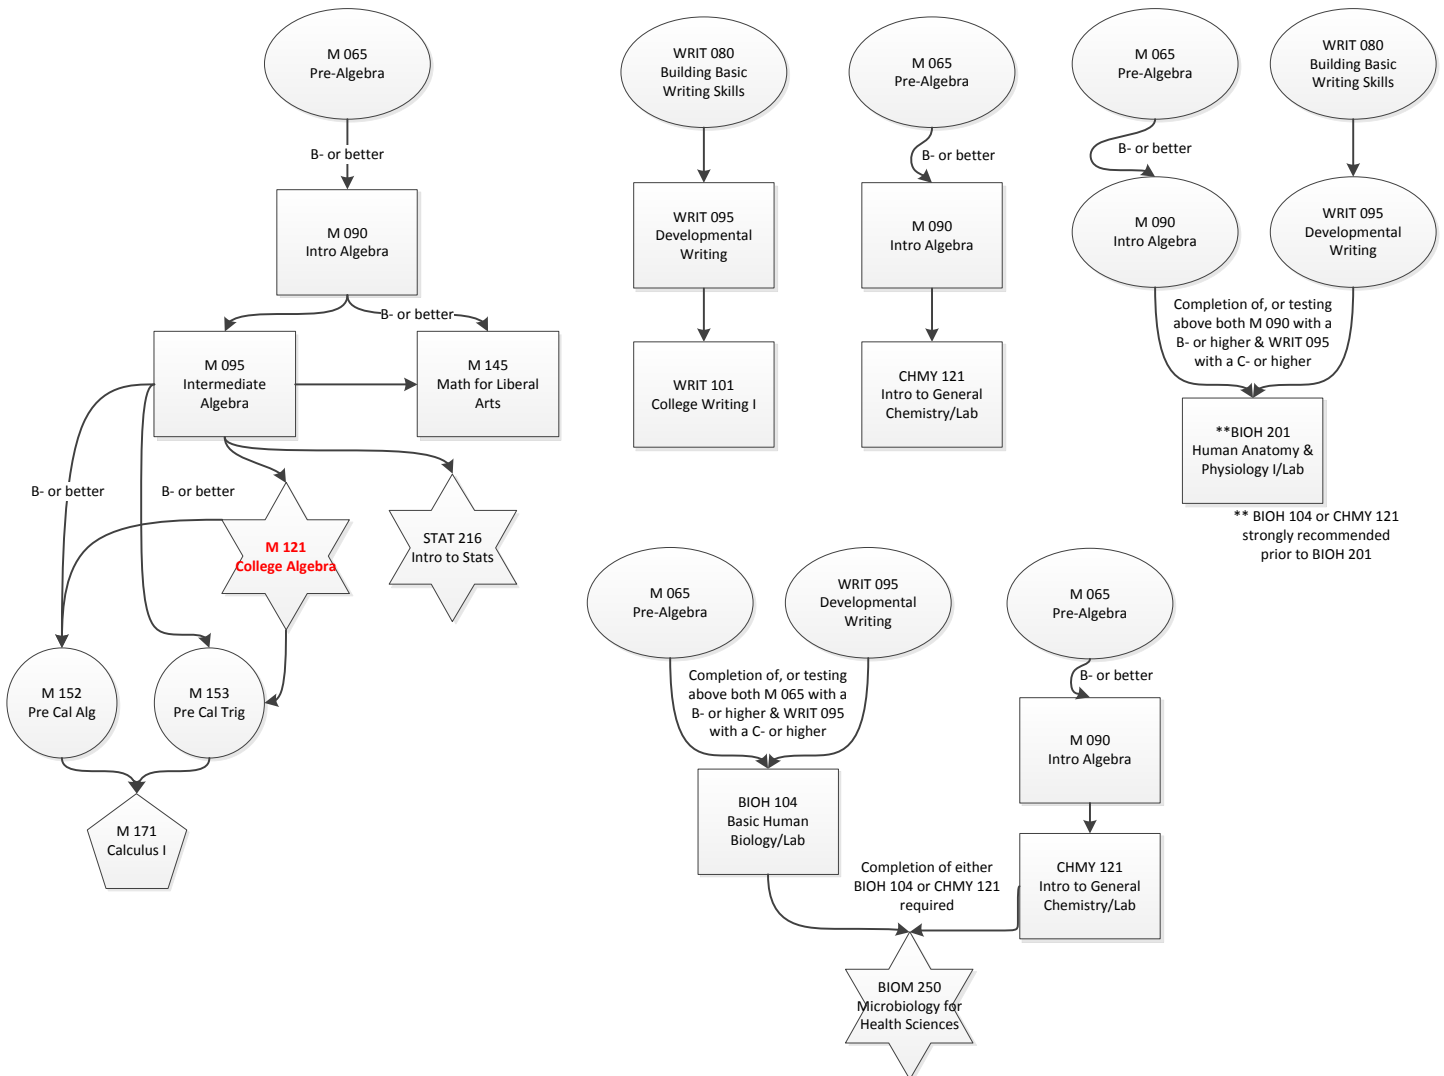 M 065
Pre-Algebra
B- or better
M 090
Intro Algebra
B- or better
M 095
Intermediate
Algebra
M 145
Math for Liberal
Arts
B- or better
B- or better
M 121
College Algebra
STAT 216
Intro to Stats
M 152
Pre Cal Alg
M 153
Pre Cal Trig
M 171
Calculus I
WRIT 080
Building Basic
Writing Skills
WRIT 095
Developmental
Writing
WRIT 101
College Writing I
M 065
Pre-Algebra
B- or better
M 090
Intro Algebra
CHMY 121
Intro to General
Chemistry/Lab
M 065
Pre-Algebra
B- or better
M 090
Intro Algebra
WRIT 080
Building Basic
Writing Skills
WRIT 095
Developmental
Writing
Completion of, or testing
above both M 090 with a
B- or higher & WRIT 095
with a C- or higher
**BIOH 201
Human Anatomy &
Physiology I/Lab
** BIOH 104 or CHMY 121
strongly recommended
prior to BIOH 201
M 065
Pre-Algebra
WRIT 095
Developmental
Writing
Completion of, or testing
above both M 065 with a
B- or higher & WRIT 095
with a C- or higher
BIOH 104
Basic Human
Biology/Lab
M 065
Pre-Algebra
B- or better
M 090
Intro Algebra
CHMY 121
Intro to General
Chemistry/Lab
Completion of either
BIOH 104 or CHMY 121
required
BIOM 250
Microbiology for
Health Sciences